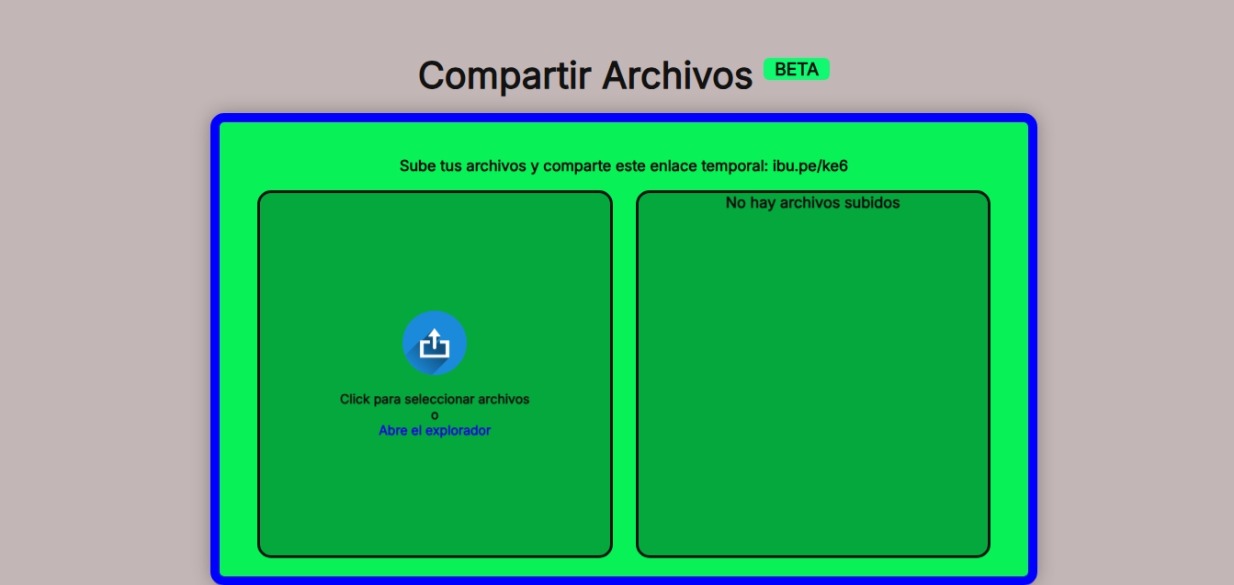 Compartir Archivos BETA
Sube tus archivos y comparte este enlace temporal: ibu.pe/ke6
Click para seleccionar archivos
o
Abre el explorador
No hay archivos subidos